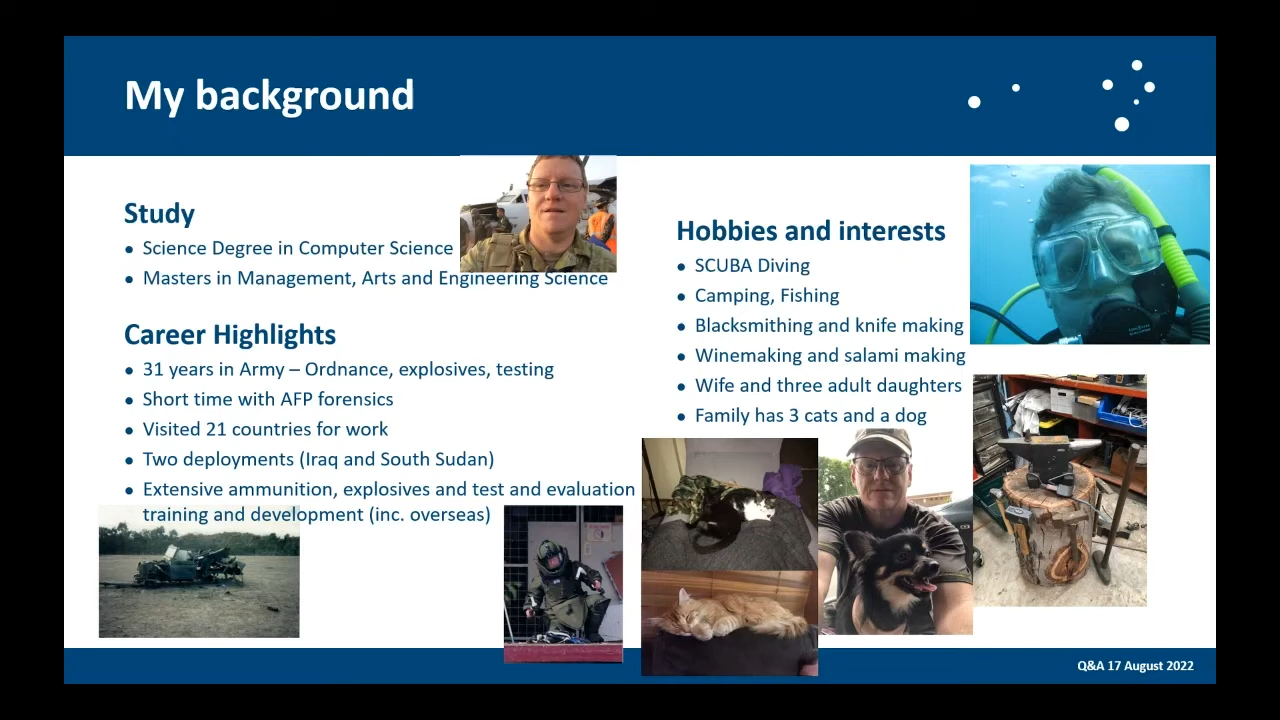 My background
Study
• Science Degree in Computer Science
• Masters in Management, Arts and Engineering Science
Career Highlights
• 31 years in Army – Ordnance, explosives, testing
• Short time with AFP forensics
• Visited 21 countries for work
• Two deployments (Iraq and South Sudan)
• Extensive ammunition, explosives and test and evaluation
training and development (inc. overseas)
Hobbies and interests
• SCUBA Diving
• Camping, Fishing
• Blacksmithing and knife making
• Winemaking and salami making
• Wife and three adult daughters
• Family has 3 cats and a dog
Q&A 17 August 2022